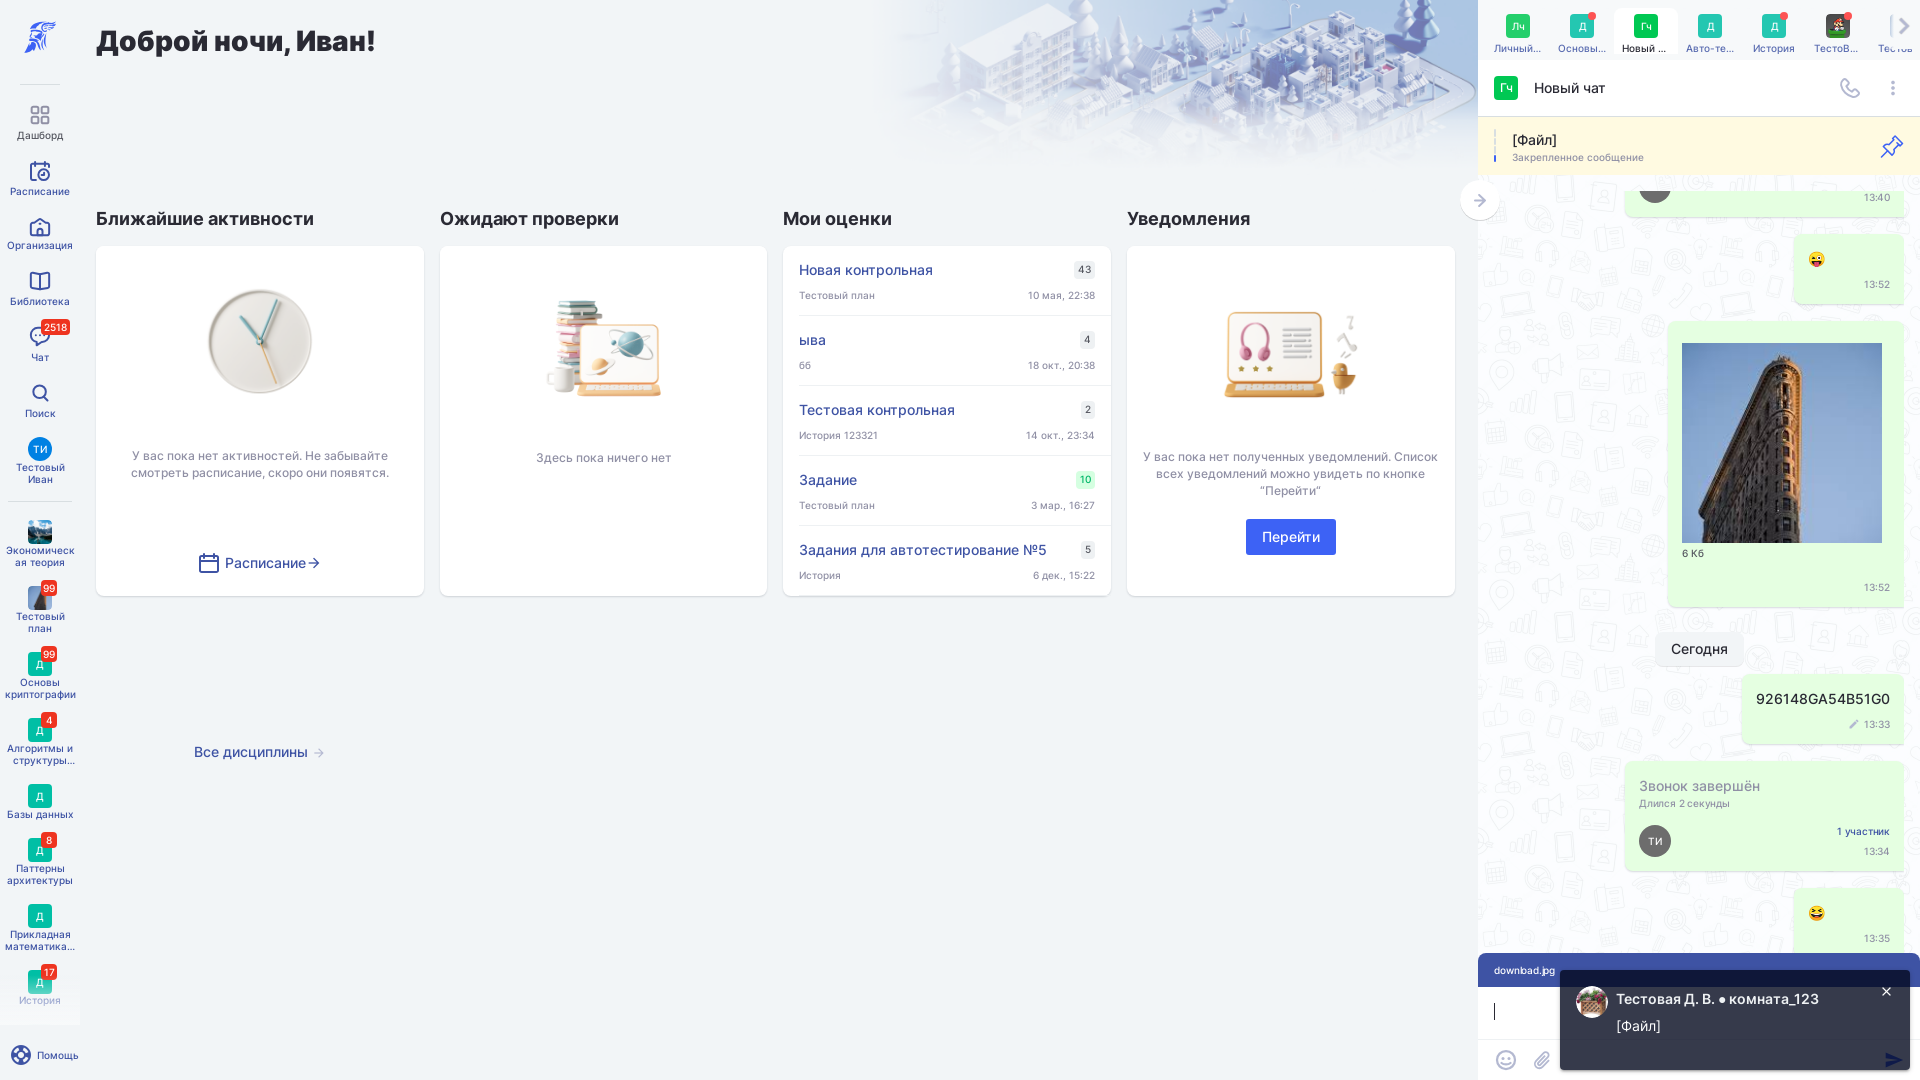 Доброй ночи, Иван!
Дашборд
Расписание
Организация
Библиотека
2518
Чат
Поиск
ТИ
Тестовый
Иван
Экономическ
ая теория
99
Тестовый
план
99
Д
Основы
криптографии
4
Д
Алгоритмы и
структуры...
Д
Базы данных
8
Д
Паттерны
архитектуры
Д
Прикладная
математика...
17
Д
История
Помощь
Ближайшие активности
У вас пока нет активностей. Не забывайте
смотреть расписание, скоро они появятся.
Расписание
Ожидают проверки
Здесь пока ничего нет
Мои оценки
Новая контрольная
43
Тестовый план
10 мая, 22:38
ыва
4
бб
18 окт., 20:38
Тестовая контрольная
2
История 123321
14 окт., 23:34
Задание
10
Тестовый план
3 мар., 16:27
Задания для автотестирование №5
5
История
6 дек., 15:22
Уведомления
У вас пока нет полученных уведомлений. Список
всех уведомлений можно увидеть по кнопке
“Перейти”
Перейти
Все дисциплины
Лч
Личный...
Д
Основы...
Гч
Новый ...
Д
Авто-те...
Д
История
ТестоВ...
Гч
Новый чат
[Файл]
Закрепленное сообщение
13:40
13:52
6 Кб
13:52
Сегодня
926148GA54B51G0
13:33
Звонок завершён
Длился 2 секунды
1 участник
ТИ
13:34
13:35
download.jpg
Тестовая Д. В. ● комната_123
[Файл]